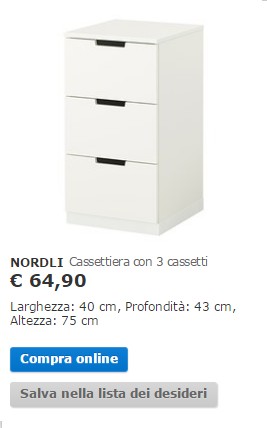 NORDLI Cassettiera con 3 cassetti
€ 64,90
Larghezza: 40 cm, Profondità: 43 cm,
Altezza: 75 cm
Compra online
Salva nella lista dei desideri